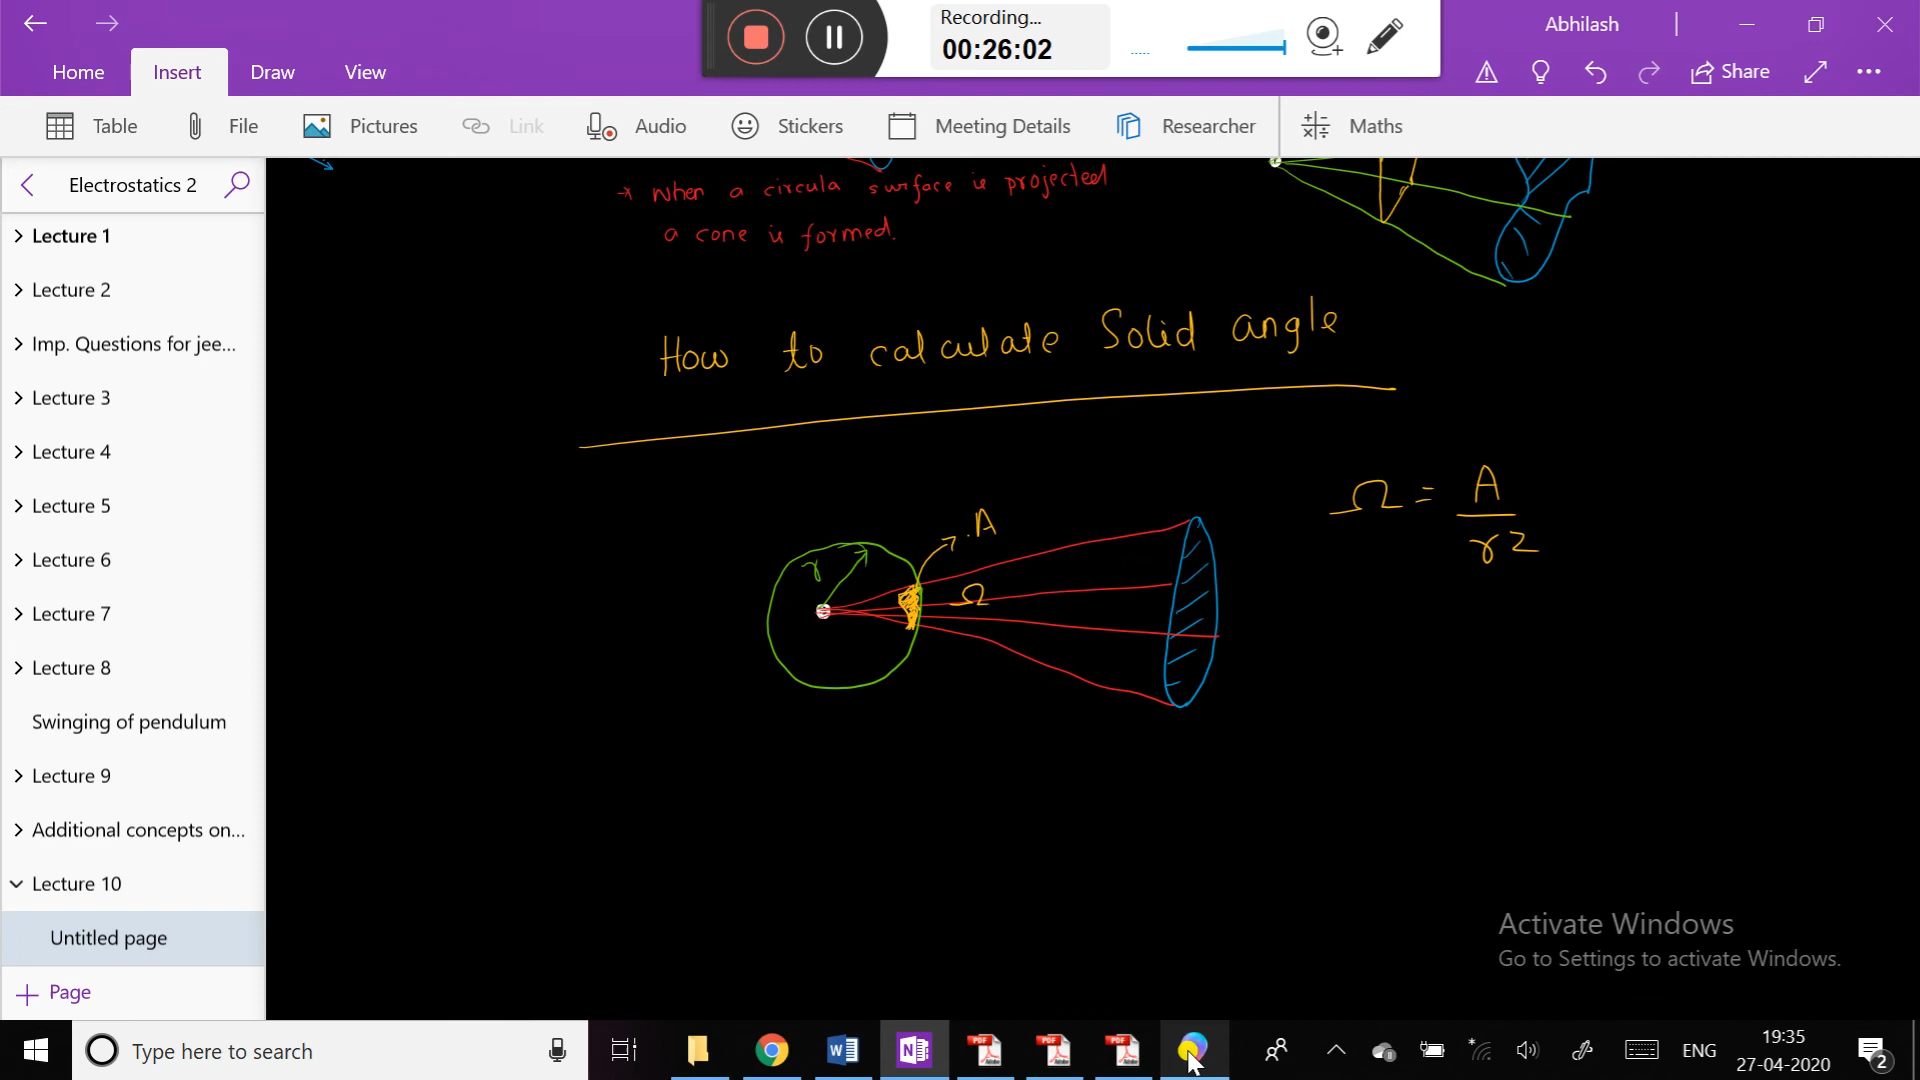 Recording...
00:26:02
Abhilash
Home Insert Draw View
Share
Table File Pictures Link Audio Stickers Meeting Details Researcher Maths
Electrostatics 2
Lecture 1
Lecture 2
Imp. Questions for jee...
Lecture 3
Lecture 4
Lecture 5
Lecture 6
Lecture 7
Lecture 8
Swinging of pendulum
Lecture 9
Additional concepts on...
Lecture 10
Untitled page
Page
→ When a circula surface is projected
a cone is formed.
How to calculate Solid angle
Ω = A
r2
A
r
Ω
Activate Windows
Go to Settings to activate Windows.
Type here to search
ENG
19:35
27-04-2020
2